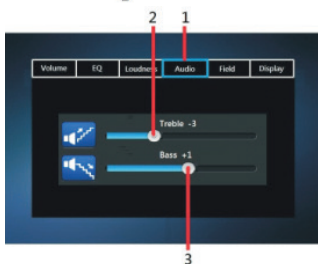 2 1
Volume EQ Loudness Audio Field Display
Treble -3
Bass +1
3